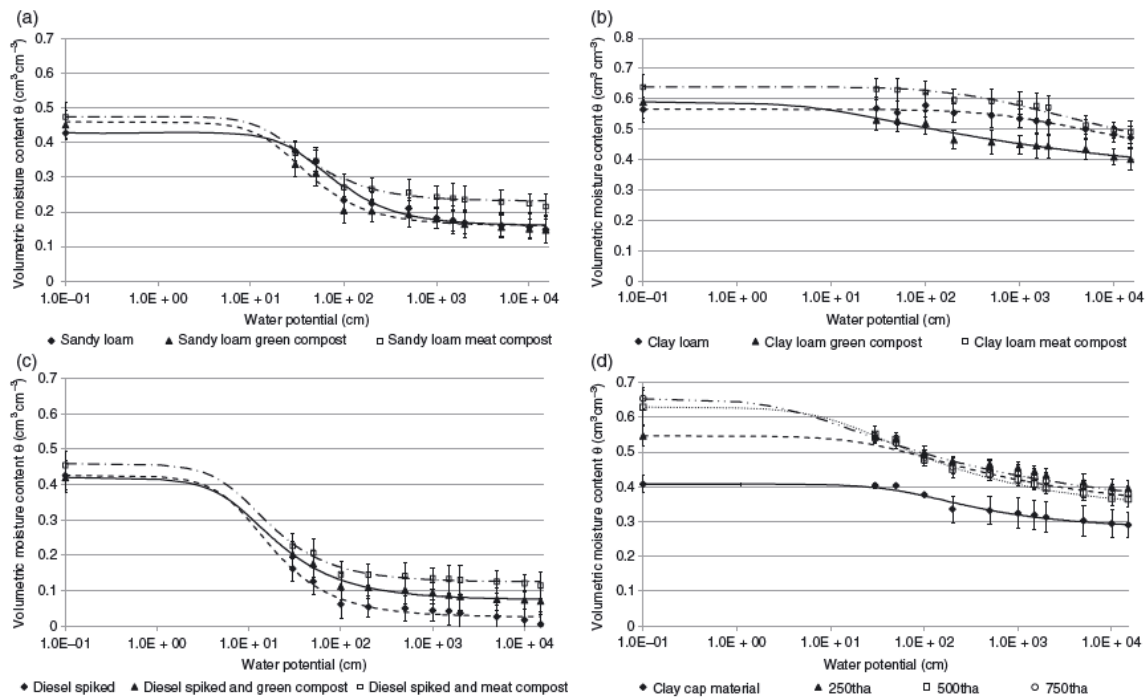 (a)
Volumetric moisture content θ (cm³cm⁻³)
0.7
0.6
0.5
0.4
0.3
0.2
0.1
0
1.0E−01 1.0E + 00 1.0E + 01 1.0E + 02 1.0E + 03 1.0E + 04
Water potential (cm)
Sandy loam Sandy loam green compost Sandy loam meat compost
(b)
Volumetric moisture content θ (cm³ cm⁻³)
0.8
0.7
0.6
0.5
0.4
0.3
0.2
0.1
0
1.0E−01 1.0E + 00 1.0E + 01 1.0E + 02 1.0E + 03 1.0E + 04
Water potential (cm)
Clay loam Clay loam green compost Clay loam meat compost
(c)
Volumetric moisture content θ (cm³cm⁻³)
0.7
0.6
0.5
0.4
0.3
0.2
0.1
0
1.0E−01 1.0E + 00 1.0E + 01 1.0E + 02 1.0E + 03 1.0E + 04
Water potential (cm)
Diesel spiked Diesel spiked and green compost Diesel spiked and meat compost
(d)
Volumetric moisture content θ (cm³cm⁻³)
0.7
0.6
0.5
0.4
0.3
0.2
0.1
0
1.0E−01 1.0E + 00 1.0E + 01 1.0E + 02 1.0E + 03 1.0E + 04
Water potential (cm)
Clay cap material 250tha 500tha 750tha